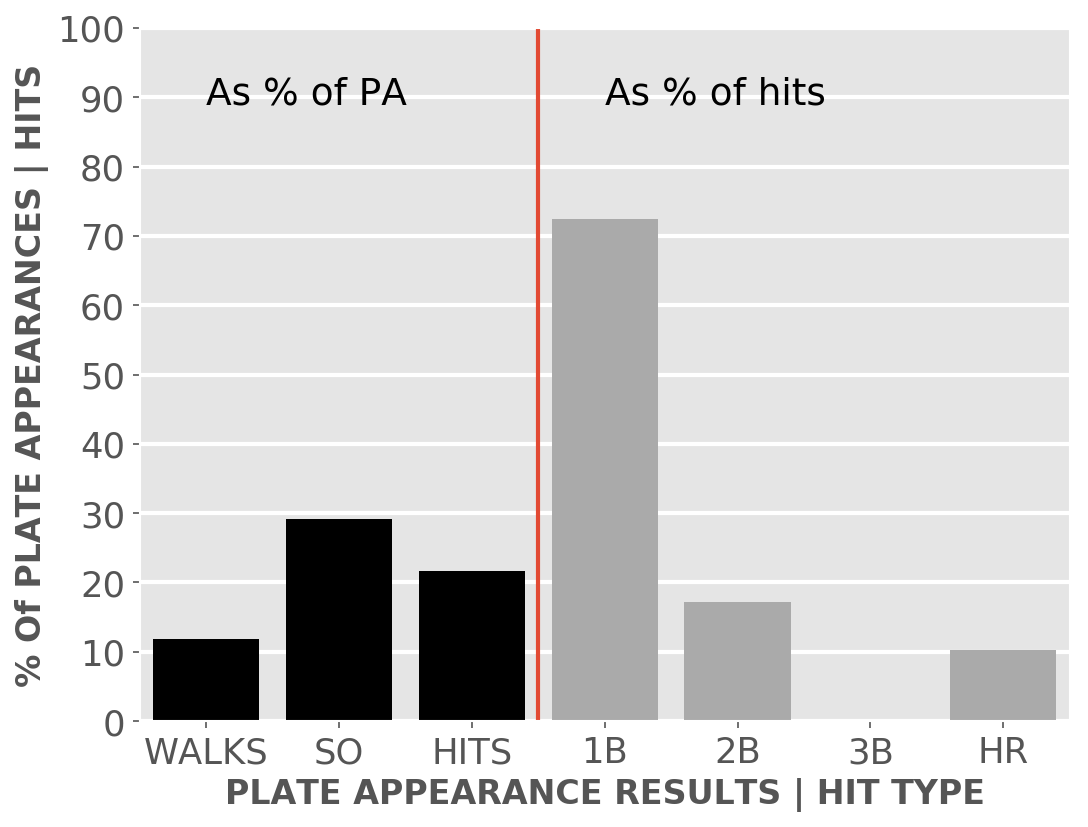 100
90
80
70
60
50
40
30
20
10
0
% Of PLATE APPEARANCES | HITS
As % of PA
As % of hits
WALKS SO HITS 1B 2B 3B HR
PLATE APPEARANCE RESULTS | HIT TYPE